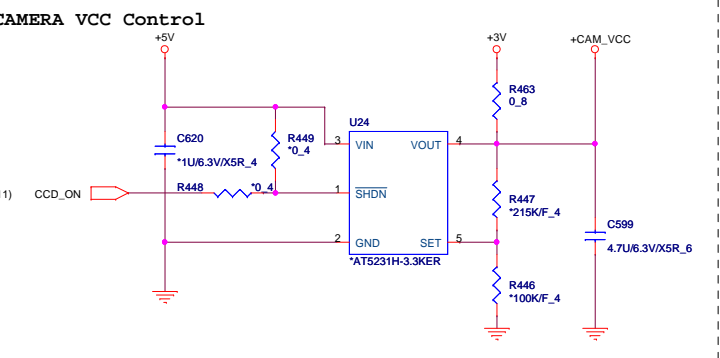 CAMERA VCC Control
+5V
+3V
+CAM_VCC
R463
0_8
U24
C620
*1U/6.3V/X5R_4
R449
*0_4
3
VIN
VOUT
4
11)
CCD_ON
R448
*0_4
1
SHDN
R447
*215K/F_4
C599
4.7U/6.3V/X5R_6
2
GND
SET
5
*AT5231H-3.3KER
R446
*100K/F_4